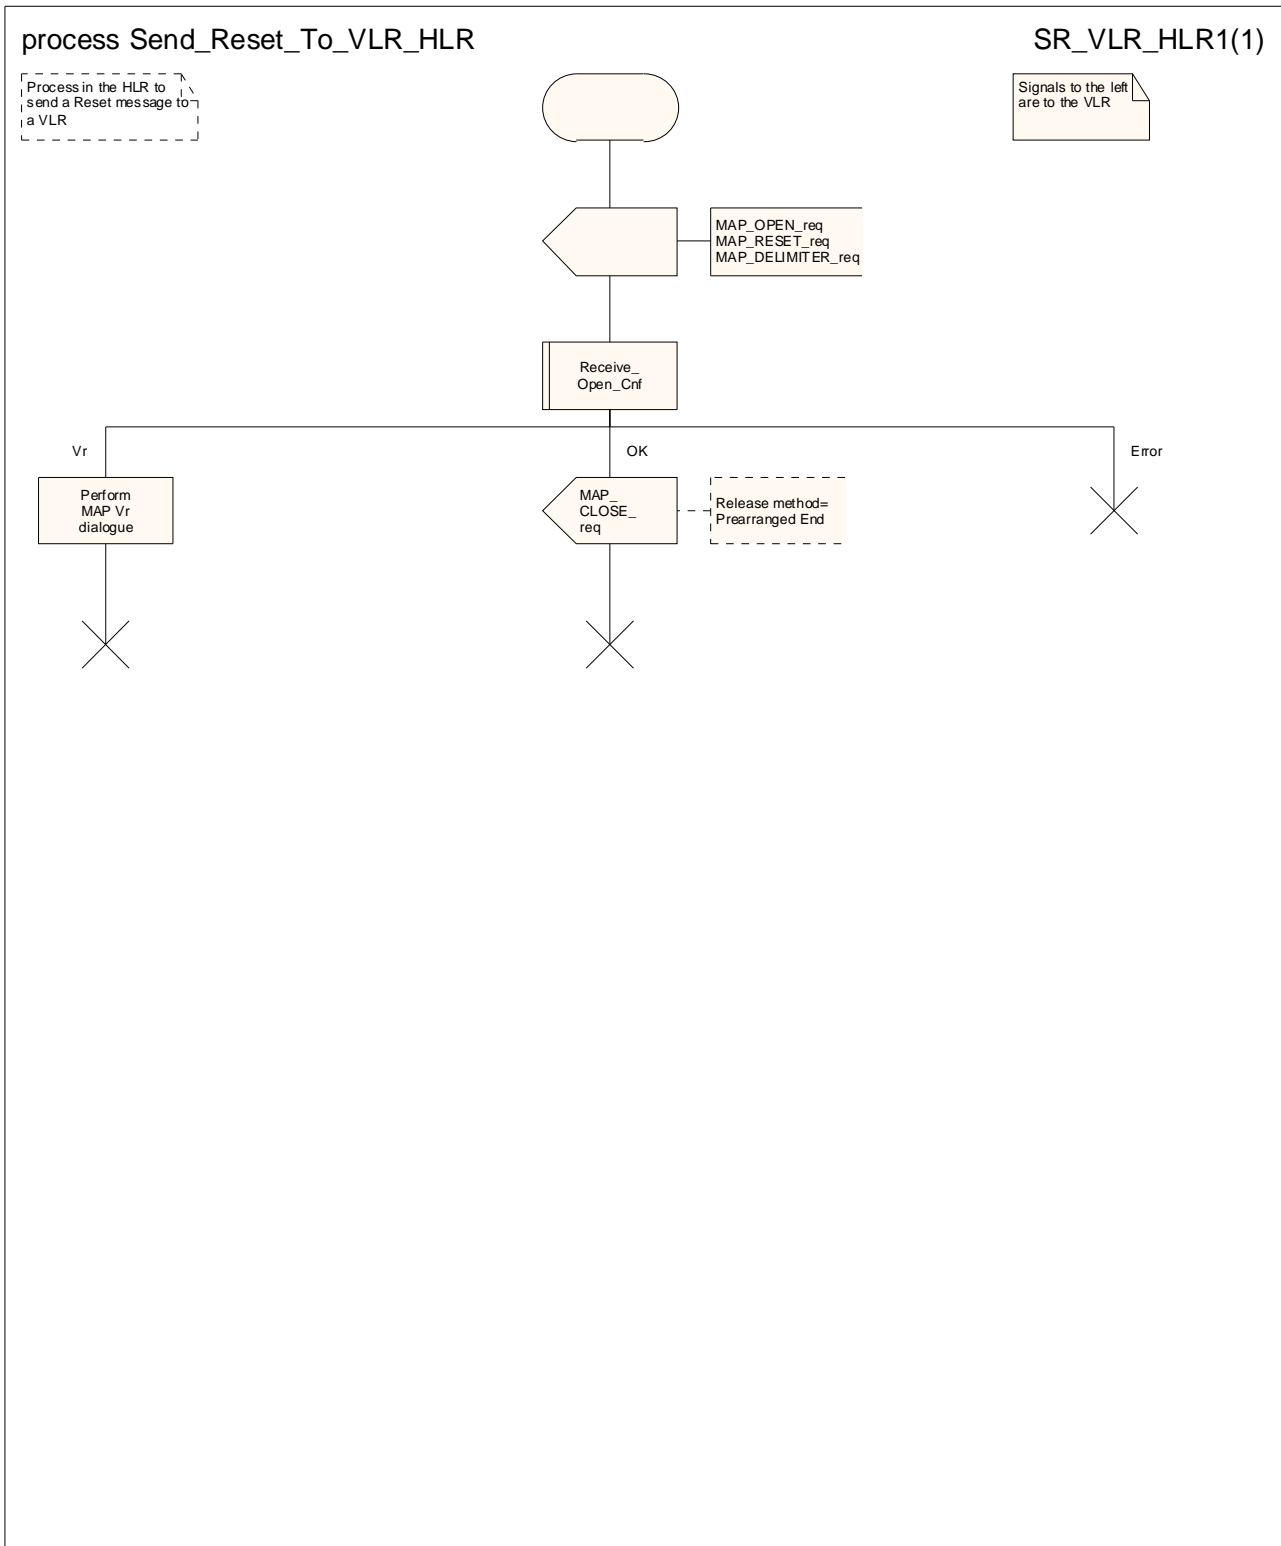 process Send_Reset_To_VLR_HLR
SR_VLR_HLR1(1)
Process in the HLR to
send a Reset message to
a VLR
Signals to the left
are to the VLR
MAP_OPEN_req
MAP_RESET_req
MAP_DELIMITER_req
Receive_
Open_Cnf
Vr
OK
Error
Perform
MAP Vr
dialogue
MAP_
CLOSE_
req
Release method=
Prearranged End